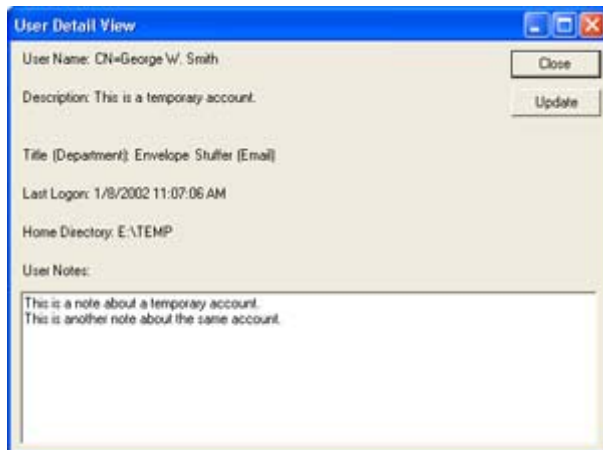 User Detail View
User Name: CN=George W. Smith
Close
Description: This is a temporary account.
Update
Title (Department): Envelope Stuffer (Email)
Last Logon: 1/8/2002 11:07:06 AM
Home Directory: E:\TEMP
User Notes:
This is a note about a temporary account.
This is another note about the same account.